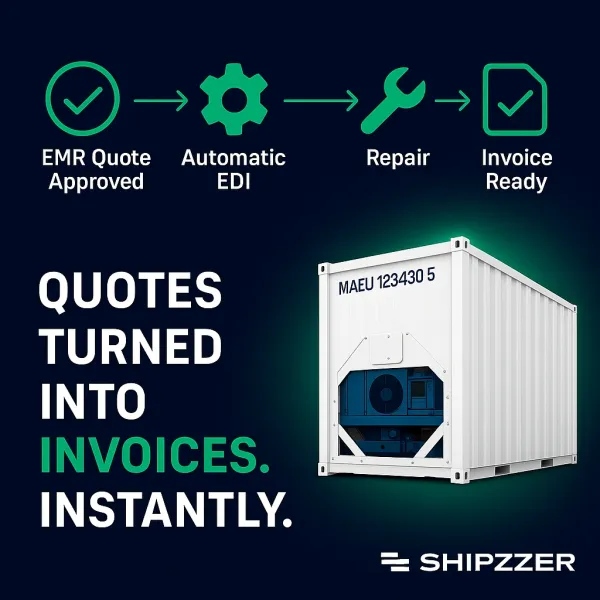 EMR Quote
Approved
Automatic
EDI
Repair
Invoice
Ready
MAEU 123430 5
QUOTES
TURNED
INTO
INVOICES.
INSTANTLY.
SHIPZZER